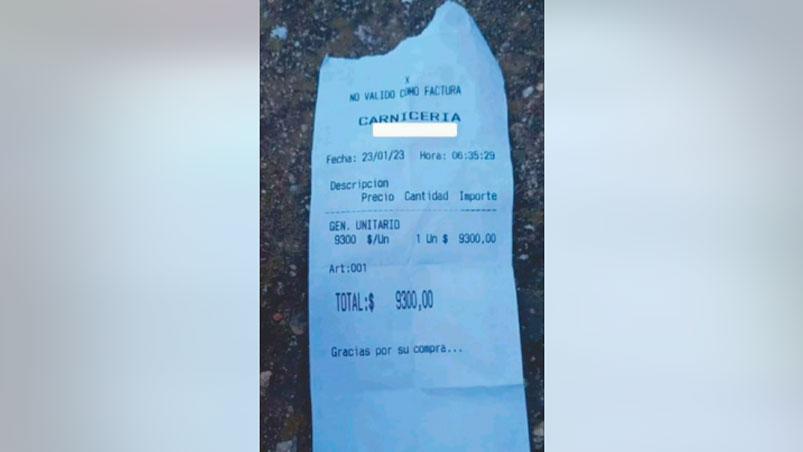 X
NO VALIDO COMO FACTURA
CARNICERIA
Fecha: 23/01/23 Hora: 06:35:29
Descripcion
Precio Cantidad Importe
GEN. UNITARIO
9300 $/Un 1 Un $ 9300,00
Art:001
TOTAL:$ 9300,00
Gracias por su compra...